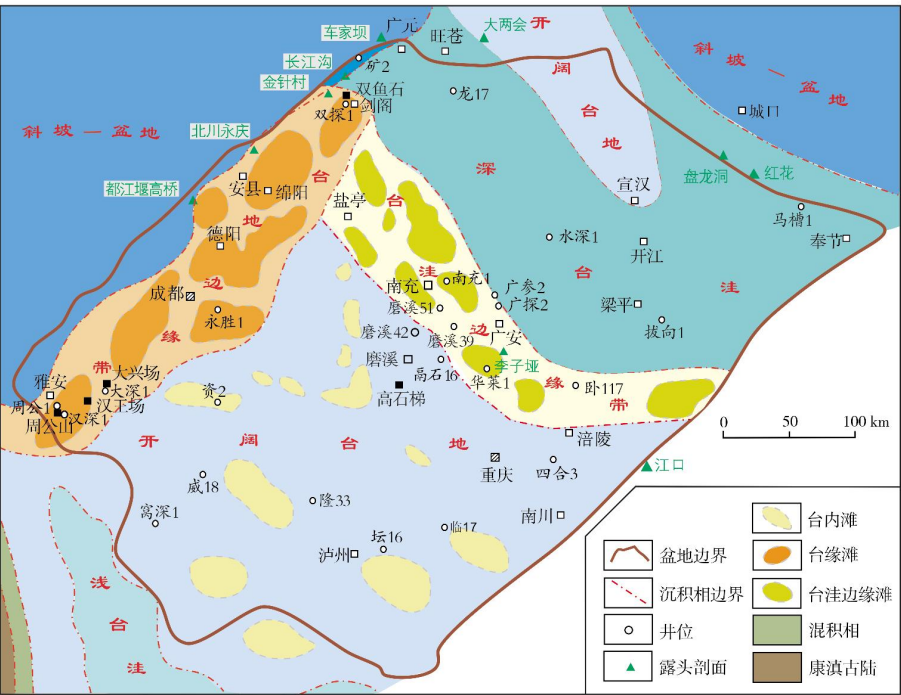 车家坝
广元
大两会
开
旺苍
斜
坡
一
盆
地
长江沟
矿2
阔
金针村
双鱼石
龙17
台
城口
双探1
剑阁
地
斜坡一盆地
北川永庆
盘龙洞
红花
都江堰高桥
安县
绵阳
台
深
宣汉
盐亭
台
马槽1
奉节
地
德阳
水深1
开江
台
洼
洼
成都
边
南充
南充1
广参2
广探2
永胜1
磨溪51
梁平
拔向1
缘
磨溪42
磨溪39
边
广安
带
磨溪
高石16
李子垭
雅安
大兴场
华荣1
缘
卧117
周公1
大深1
资2
高石梯
带
汉王场
周公山
汉深1
0 50 100 km
开阔台地
涪陵
重庆
四合3
江口
威18
窝深1
隆33
临17
南川
坛16
泸州
浅
台
洼
盆地边界
沉积相边界
井位
露头剖面
台内滩
台缘滩
台洼边缘滩
混积相
康滇古陆